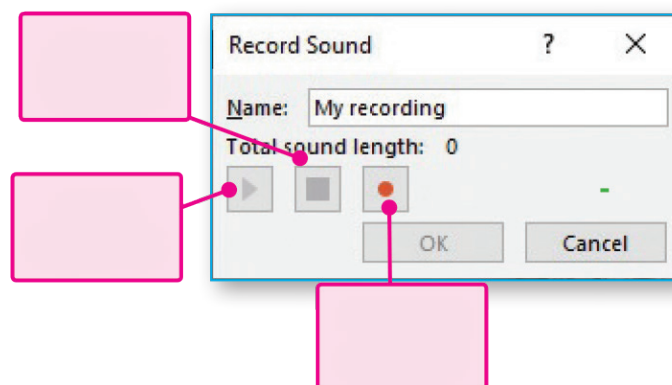 Record Sound ? ×
Name: My recording
Total sound length: 0
OK Cancel